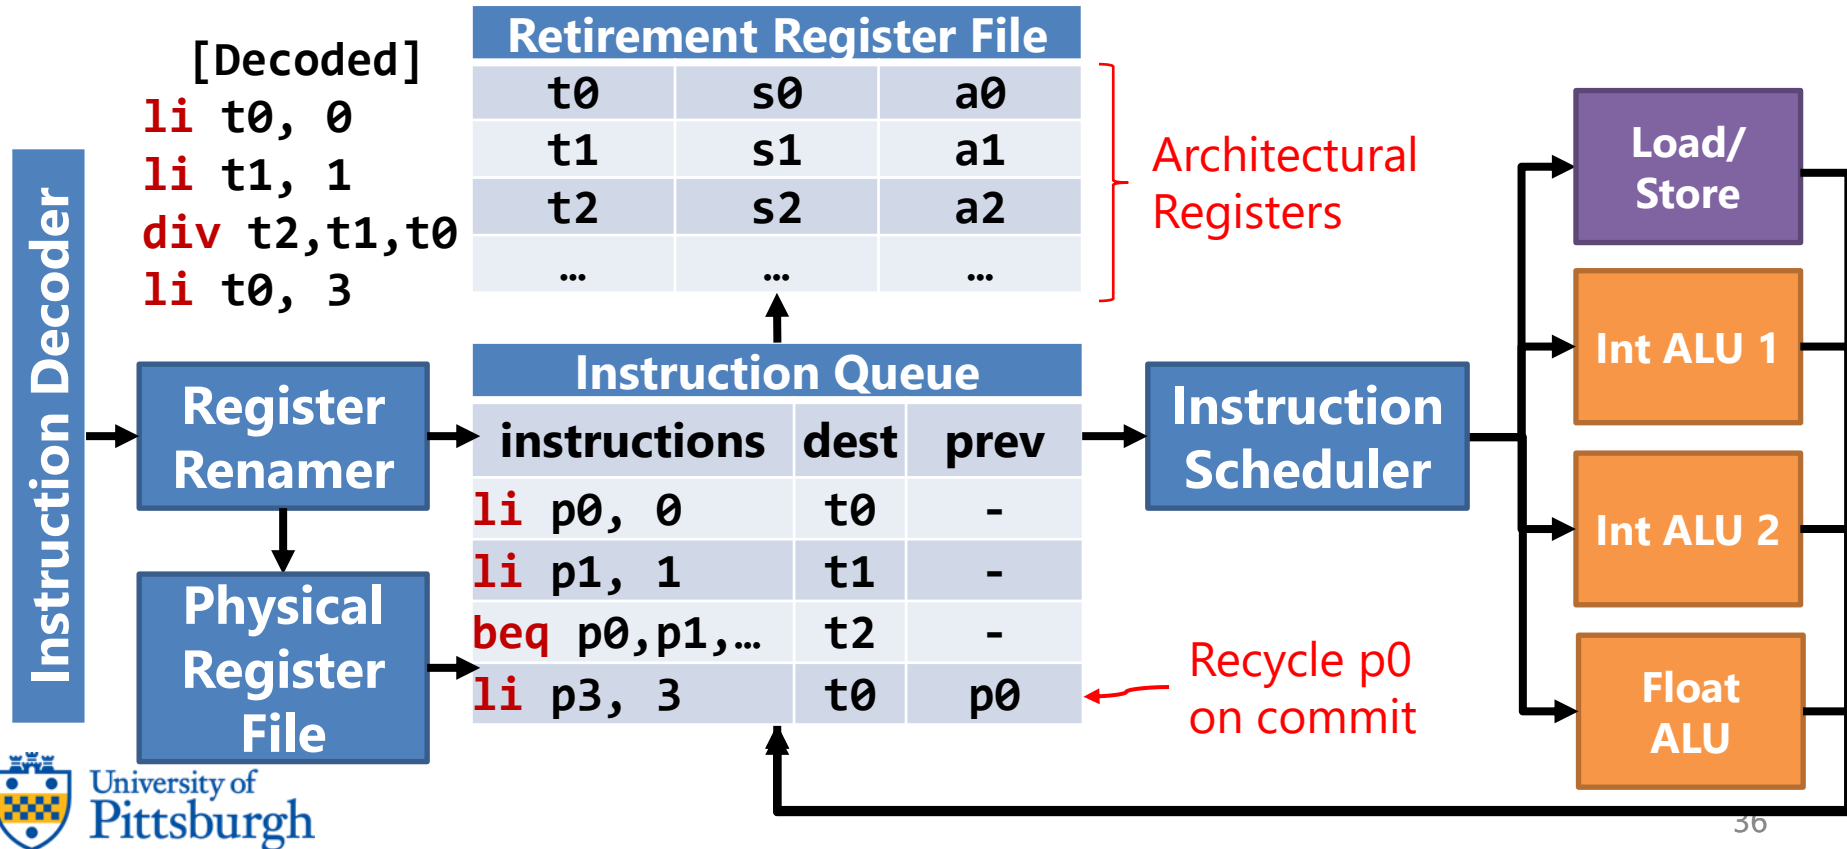 Instruction Decoder
[Decoded]
li t0, 0
li t1, 1
div t2,t1,t0
li t0, 3
Retirement Register File
t0 s0 a0
t1 s1 a1
t2 s2 a2
… … …
Architectural
Registers
Register
Renamer
Physical
Register
File
Instruction Queue
instructions dest prev
li p0, 0 t0 -
li p1, 1 t1 -
beq p0,p1,… t2 -
li p3, 3 t0 p0
Recycle p0
on commit
Instruction
Scheduler
Load/
Store
Int ALU 1
Int ALU 2
Float
ALU
University of
Pittsburgh
36